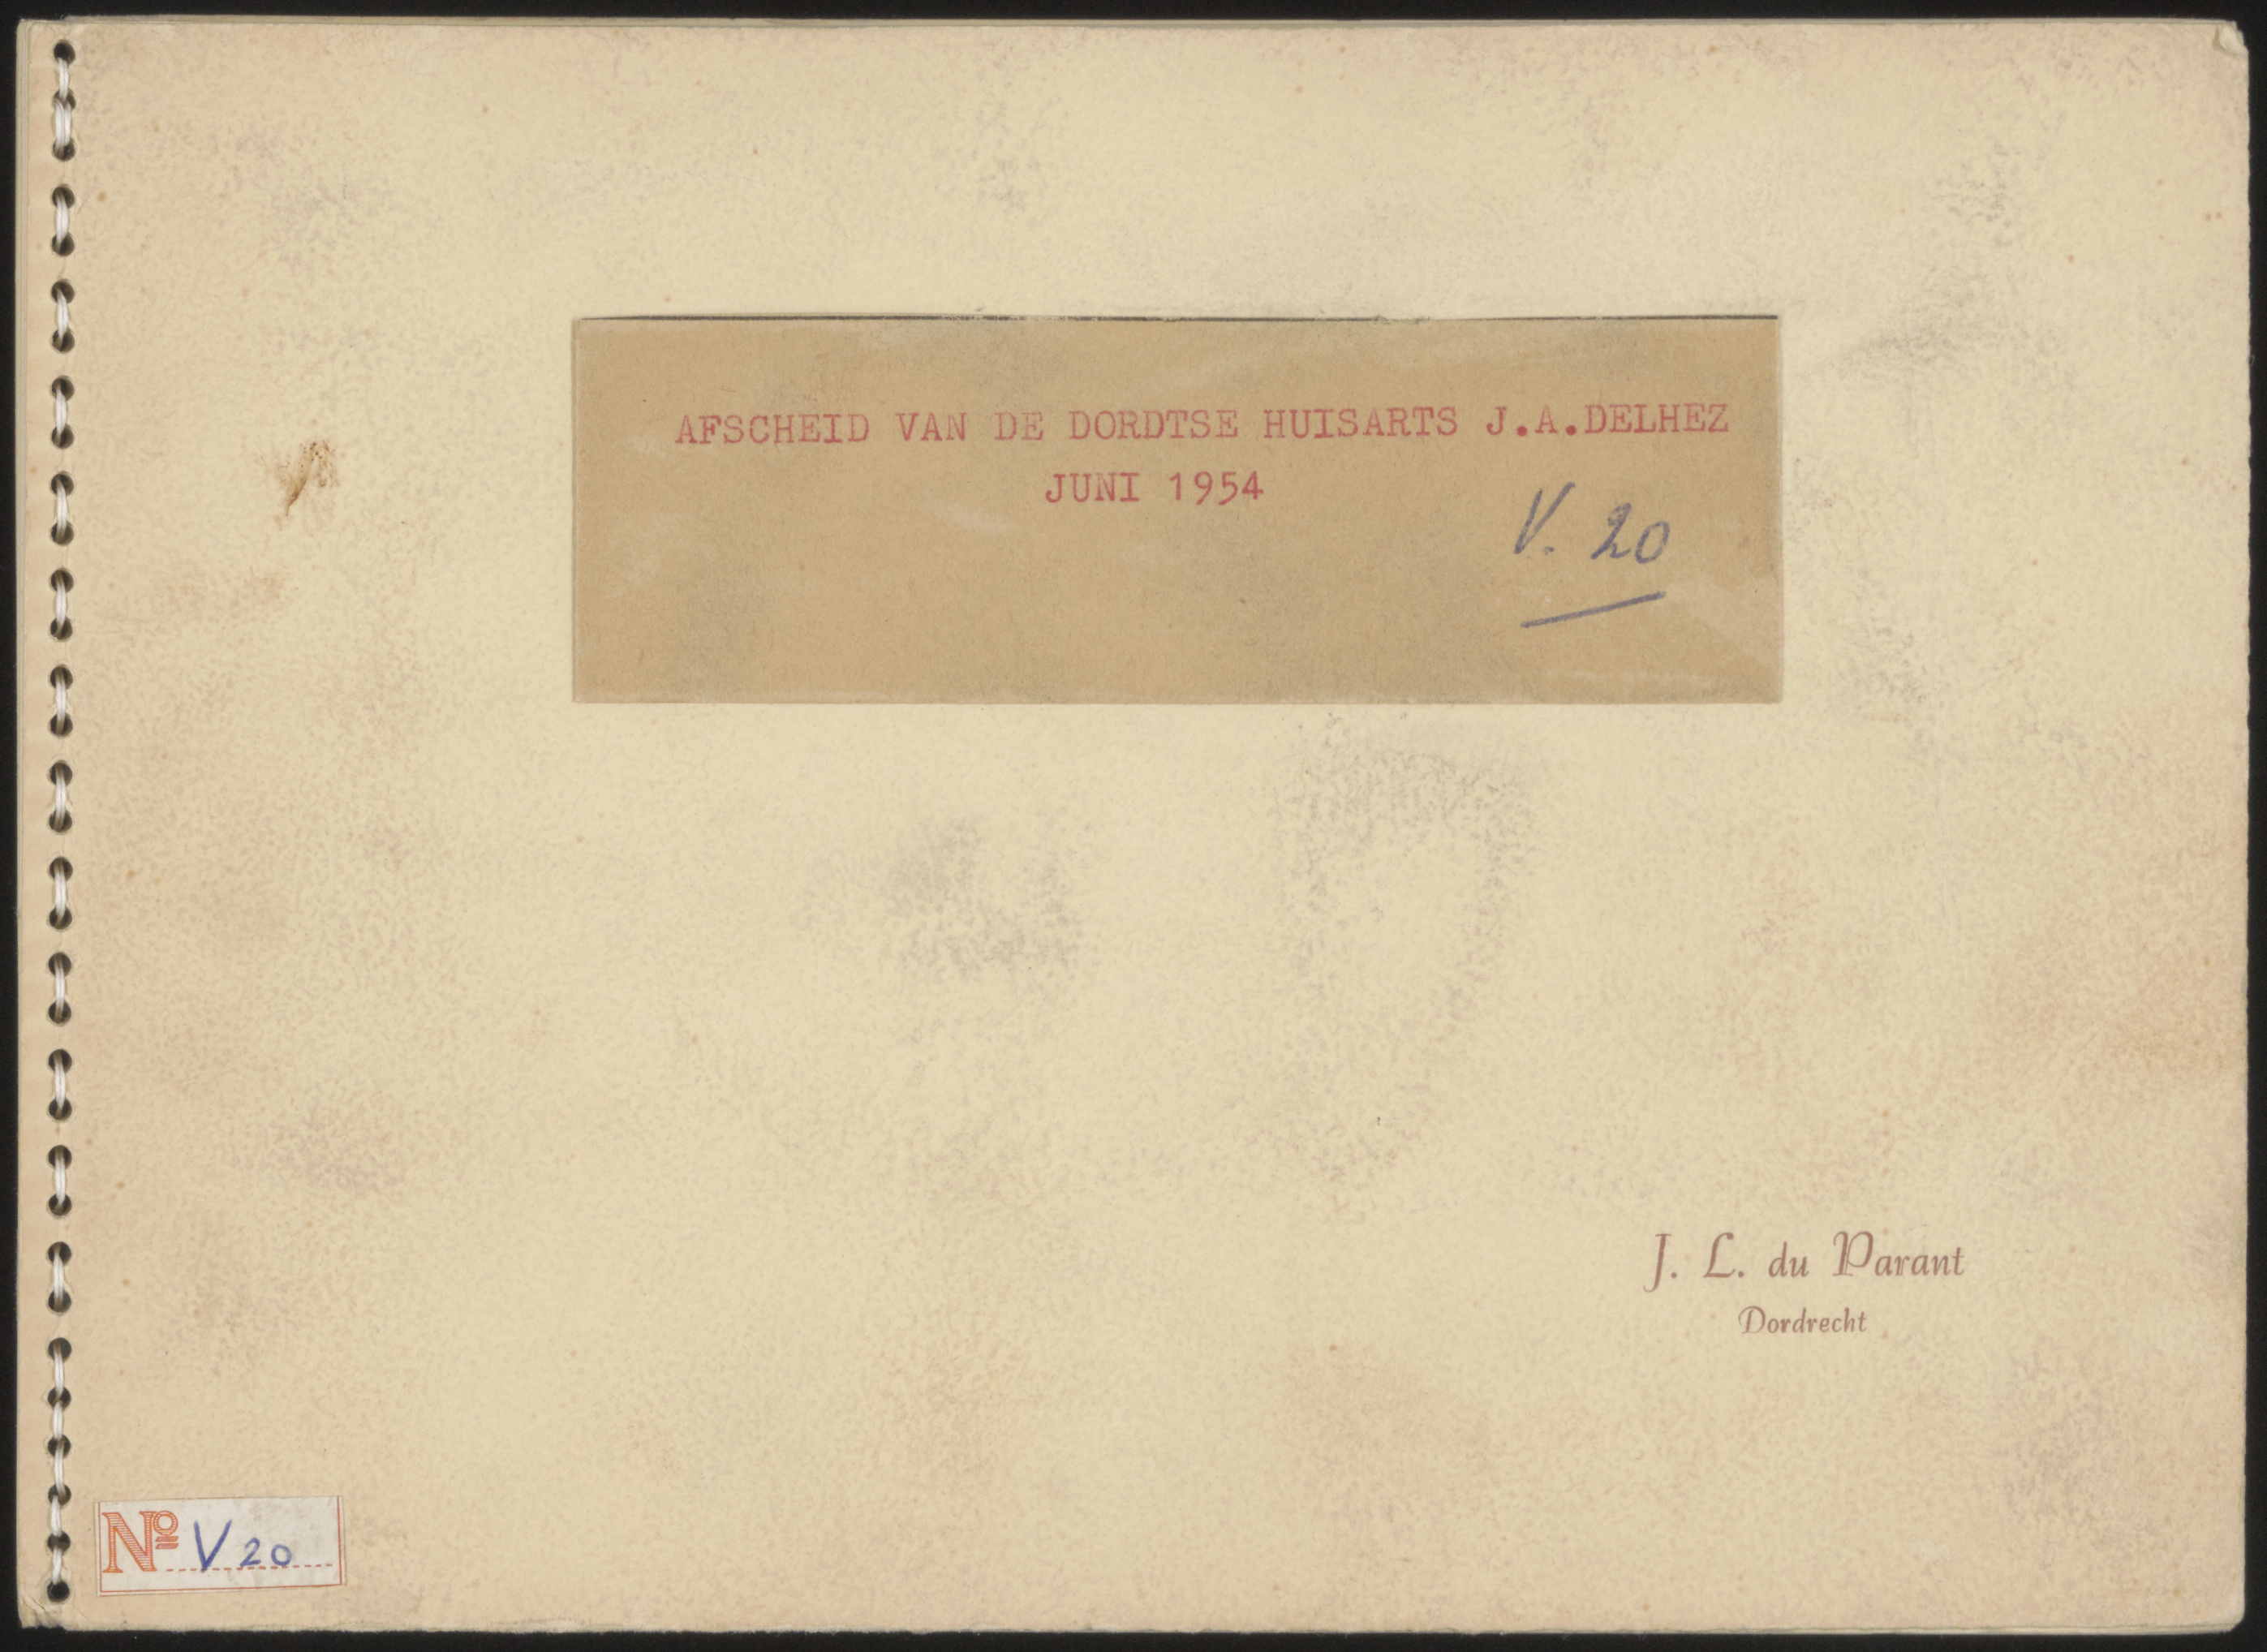 AFSCHEID VAN DE DORDTSE HUISARTS J.A.DELHEZ
JUNI 1954
V. 20
J. L. du Parant
Dordrecht
Nº V 20